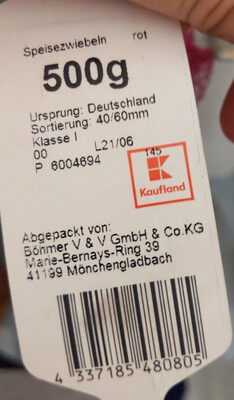 Speisezwiebeln rot
500g
Ursprung: Deutschland
Sortierung: 40/60mm
Klasse I
00 L21/06 145
P 6004694
Kaufland
Abgepackt von:
Bönmer V & V GmbH & Co.KG
Marie-Bernays-Ring 39
41199 Mönchengladbach
4 337185 480805